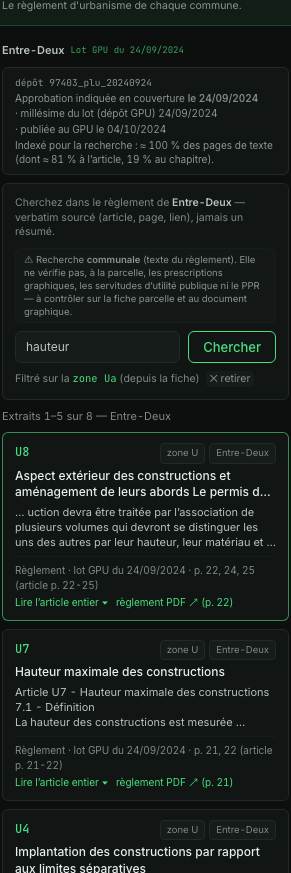 Le règlement d'urbanisme de chaque commune.
Entre-Deux Lot GPU du 24/09/2024
dépôt 97403_plu_20240924
Approbation indiquée en couverture le 24/09/2024
· millésime du lot (dépôt GPU) 24/09/2024
· publiée au GPU le 04/10/2024
Indexé pour la recherche : ≈ 100 % des pages de texte
(dont ≈ 81 % à l'article, 19 % au chapitre).
Cherchez dans le règlement de Entre-Deux —
verbatim sourcé (article, page, lien), jamais un
résumé.
⚠ Recherche communale (texte du règlement). Elle
ne vérifie pas, à la parcelle, les prescriptions
graphiques, les servitudes d'utilité publique ni le PPR
— à contrôler sur la fiche parcelle et au document
graphique.
hauteur Chercher
Filtré sur la zone Ua (depuis la fiche) ✕ retirer
Extraits 1–5 sur 8 — Entre-Deux
U8 zone U Entre-Deux
Aspect extérieur des constructions et
aménagement de leurs abords Le permis d...
... uction devra être traitée par l'association de
plusieurs volumes qui devront se distinguer les
uns des autres par leur hauteur, leur matériau et ...
Règlement · lot GPU du 24/09/2024 · p. 22, 24, 25
(article p. 22-25)
Lire l'article entier ▾ règlement PDF ↗ (p. 22)
U7 zone U Entre-Deux
Hauteur maximale des constructions
Article U7 - Hauteur maximale des constructions
7.1 - Définition
La hauteur des constructions est mesurée ...
Règlement · lot GPU du 24/09/2024 · p. 21, 22 (article
p. 21-22)
Lire l'article entier ▾ règlement PDF ↗ (p. 21)
U4 zone U Entre-Deux
Implantation des constructions par rapport
aux limites séparatives